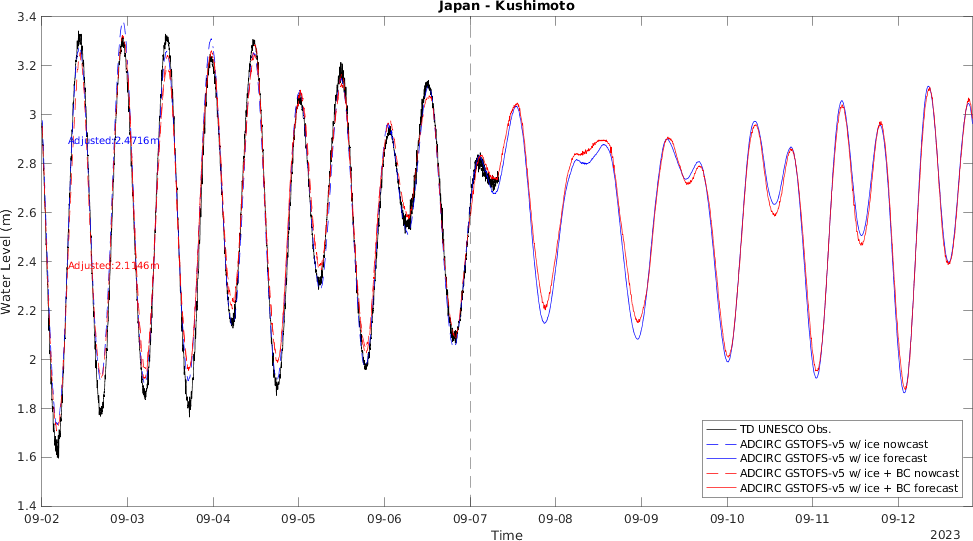 Japan - Kushimoto
3.4
3.2
3
2.8
2.6
2.4
2.2
2
1.8
1.6
1.4
Water Level (m)
Adjusted:2.4716m
Adjusted:2.1146m
TD UNESCO Obs.
ADCIRC GSTOFS-v5 w/ ice nowcast
ADCIRC GSTOFS-v5 w/ ice forecast
ADCIRC GSTOFS-v5 w/ ice + BC nowcast
ADCIRC GSTOFS-v5 w/ ice + BC forecast
09-02 09-03 09-04 09-05 09-06 09-07 09-08 09-09 09-10 09-11 09-12
Time
2023